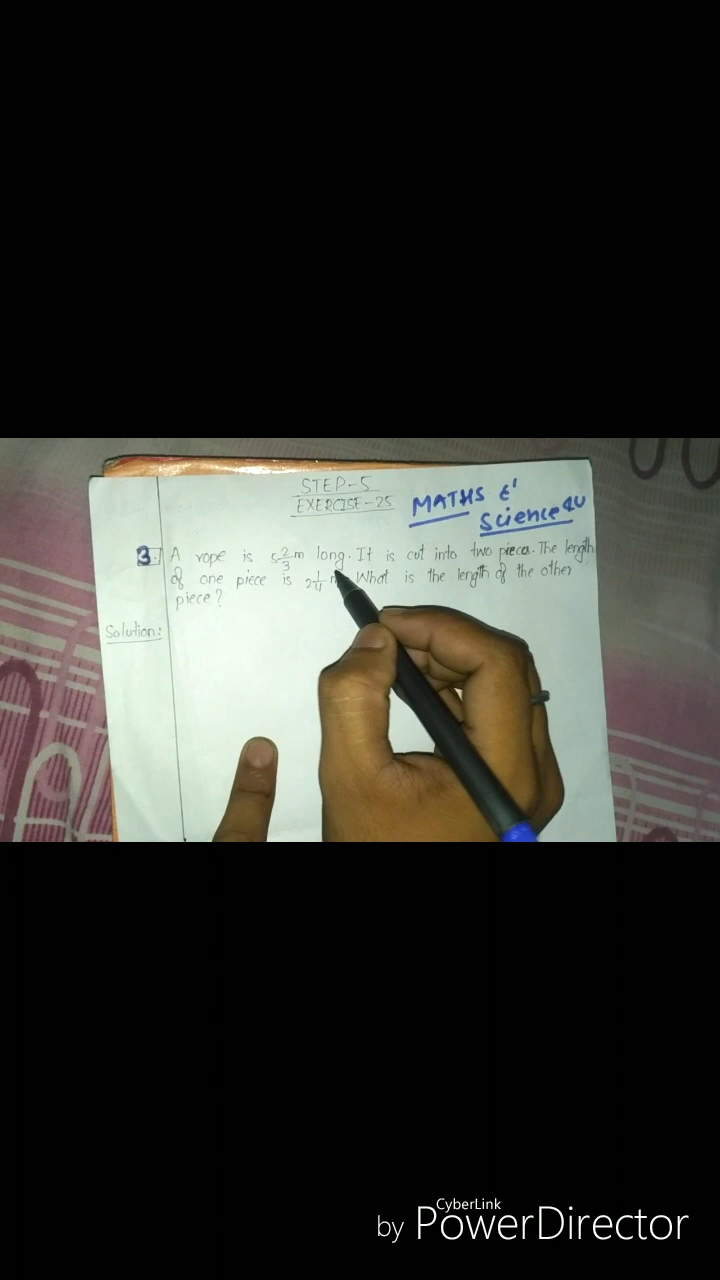 STEP-5
EXERCISE-25
MATHS &
Science 4U
3. A rope is 5 2/3 m long. It is cut into two pieces. The length
of one piece is 2 1/4 What is the length of the other
piece?
Solution:
CyberLink
by PowerDirector